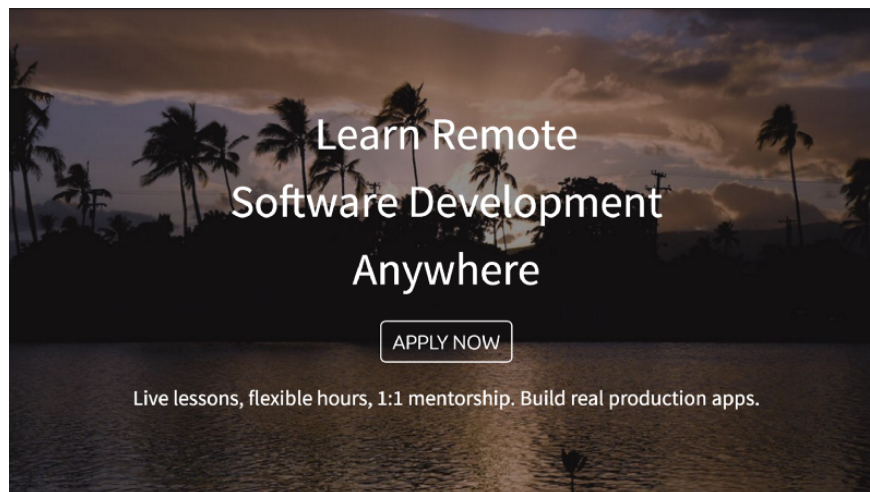 Learn Remote
Software Development
Anywhere
APPLY NOW
Live lessons, flexible hours, 1:1 mentorship. Build real production apps.